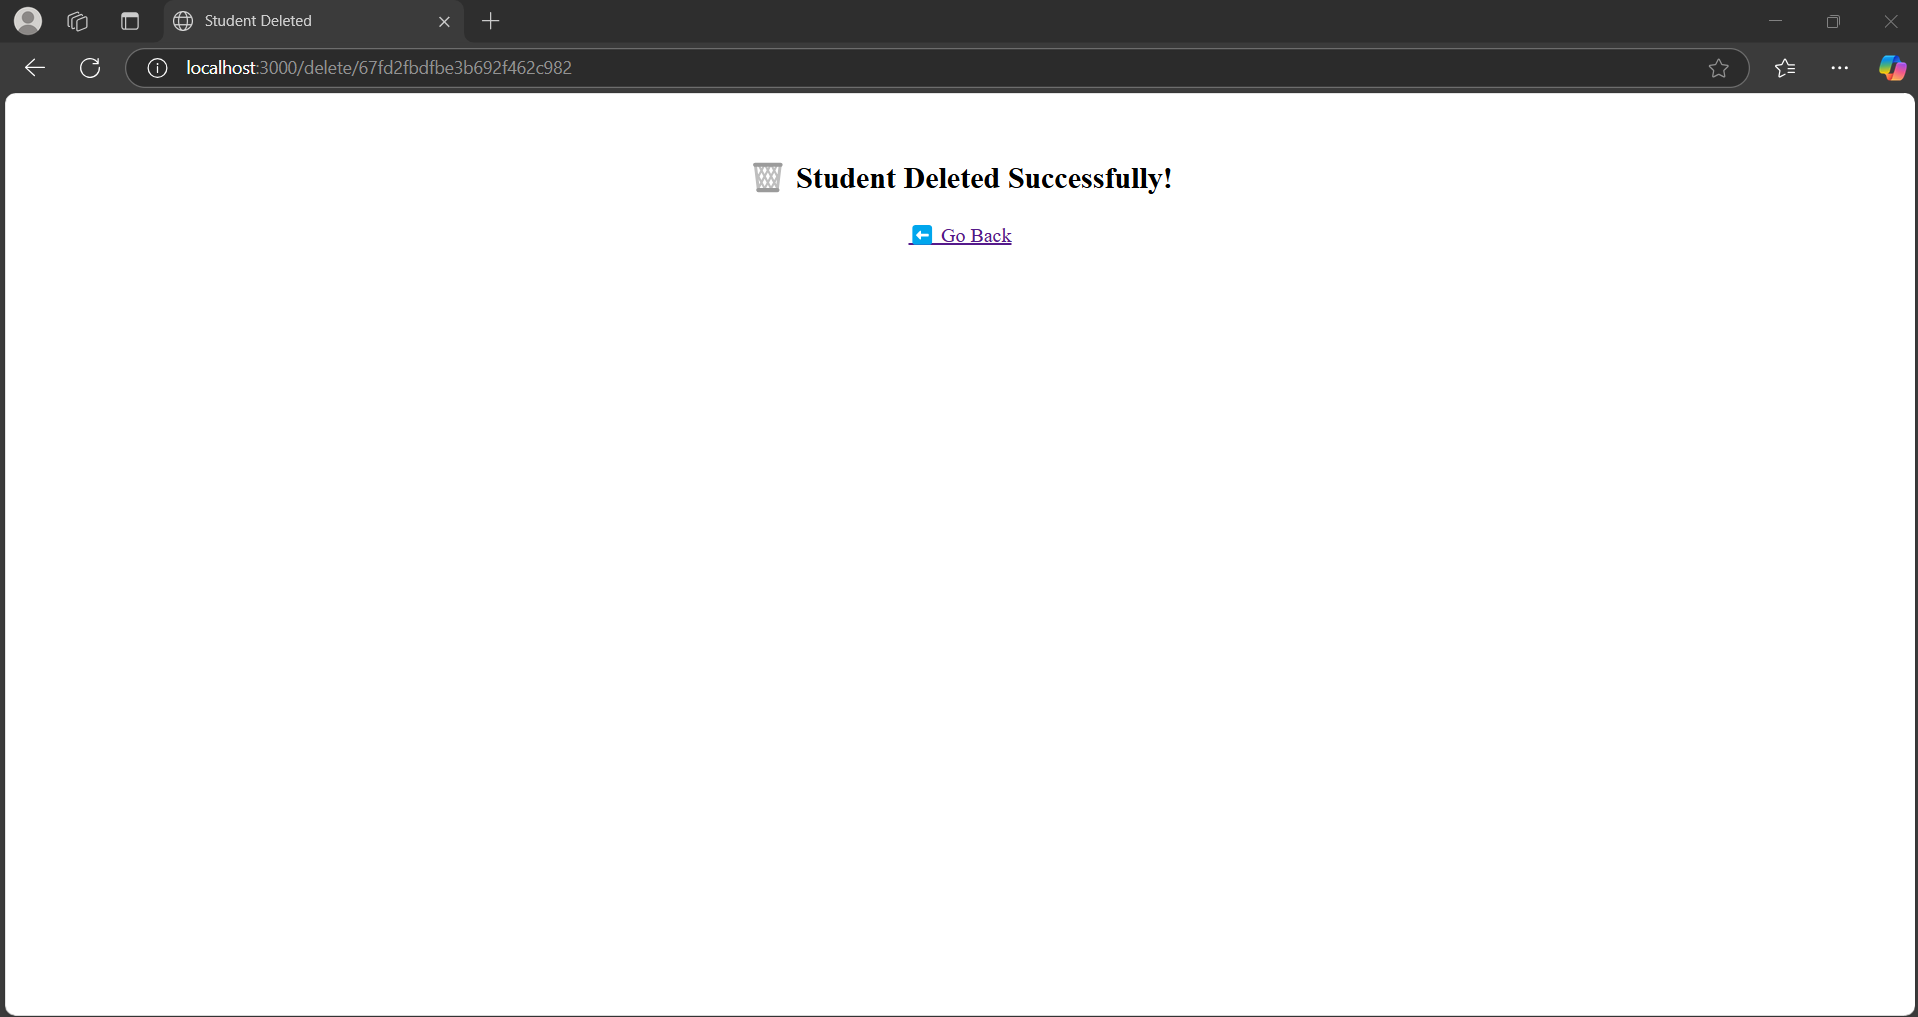 Student Deleted
localhost:3000/delete/67fd2fbdfbe3b692f462c982
🗑️ Student Deleted Successfully!
⬅️ Go Back